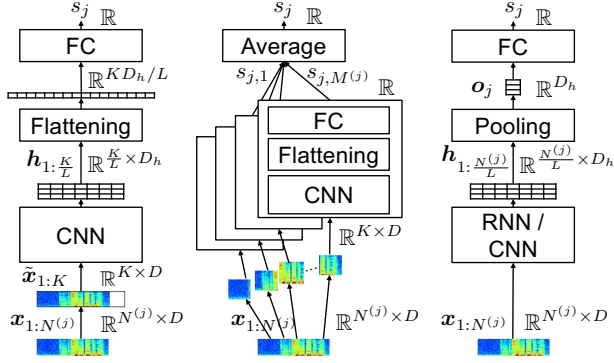 s_j ℝ
FC
ℝ^{KD_h/L}
Flattening
h_{1:K/L} ℝ^{K/L × D_h}
CNN
x̃_{1:K} ℝ^{K×D}
x_{1:N^{(j)}} ℝ^{N^{(j)}×D}
s_j ℝ
Average
s_{j,1} s_{j,M^{(j)}} ℝ
FC
Flattening
CNN
ℝ^{K×D}
...
x_{1:N^{(j)}} ℝ^{N^{(j)}×D}
s_j ℝ
FC
o_j ℝ^{D_h}
Pooling
h_{1:N^{(j)}/L} ℝ^{N^{(j)}/L × D_h}
RNN /
CNN
x_{1:N^{(j)}} ℝ^{N^{(j)}×D}